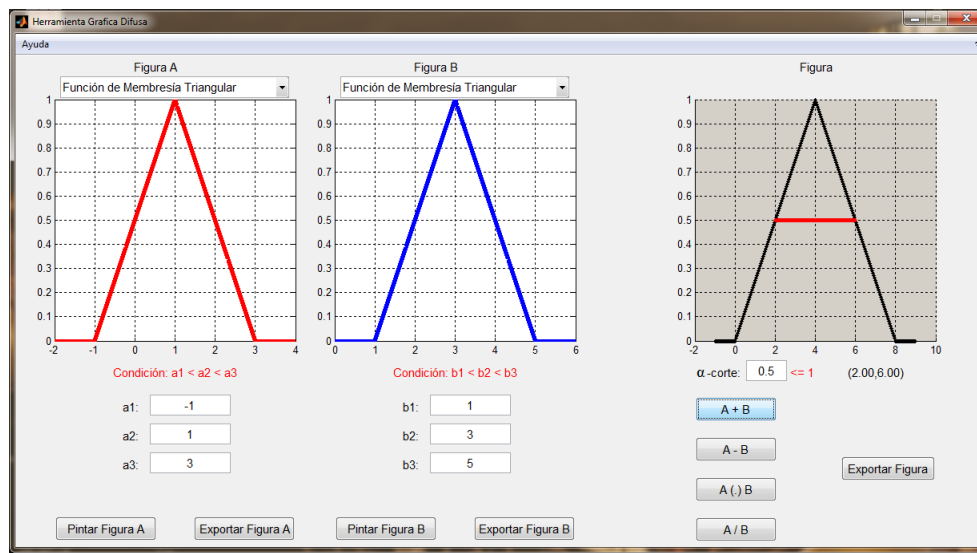 Herramienta Grafica Difusa
Ayuda
Figura A
Figura B
Figura
Función de Membresía Triangular
Función de Membresía Triangular
1
0.9
0.8
0.7
0.6
0.5
0.4
0.3
0.2
0.1
0
-2 -1 0 1 2 3 4
1
0.9
0.8
0.7
0.6
0.5
0.4
0.3
0.2
0.1
0
0 1 2 3 4 5 6
1
0.9
0.8
0.7
0.6
0.5
0.4
0.3
0.2
0.1
0
-2 0 2 4 6 8 10
Condición: a1 < a2 < a3
Condición: b1 < b2 < b3
α -corte: 0.5 <= 1 (2.00,6.00)
a1: -1
a2: 1
a3: 3
b1: 1
b2: 3
b3: 5
A + B
A - B
A (.) B
A / B
Exportar Figura
Pintar Figura A
Exportar Figura A
Pintar Figura B
Exportar Figura B